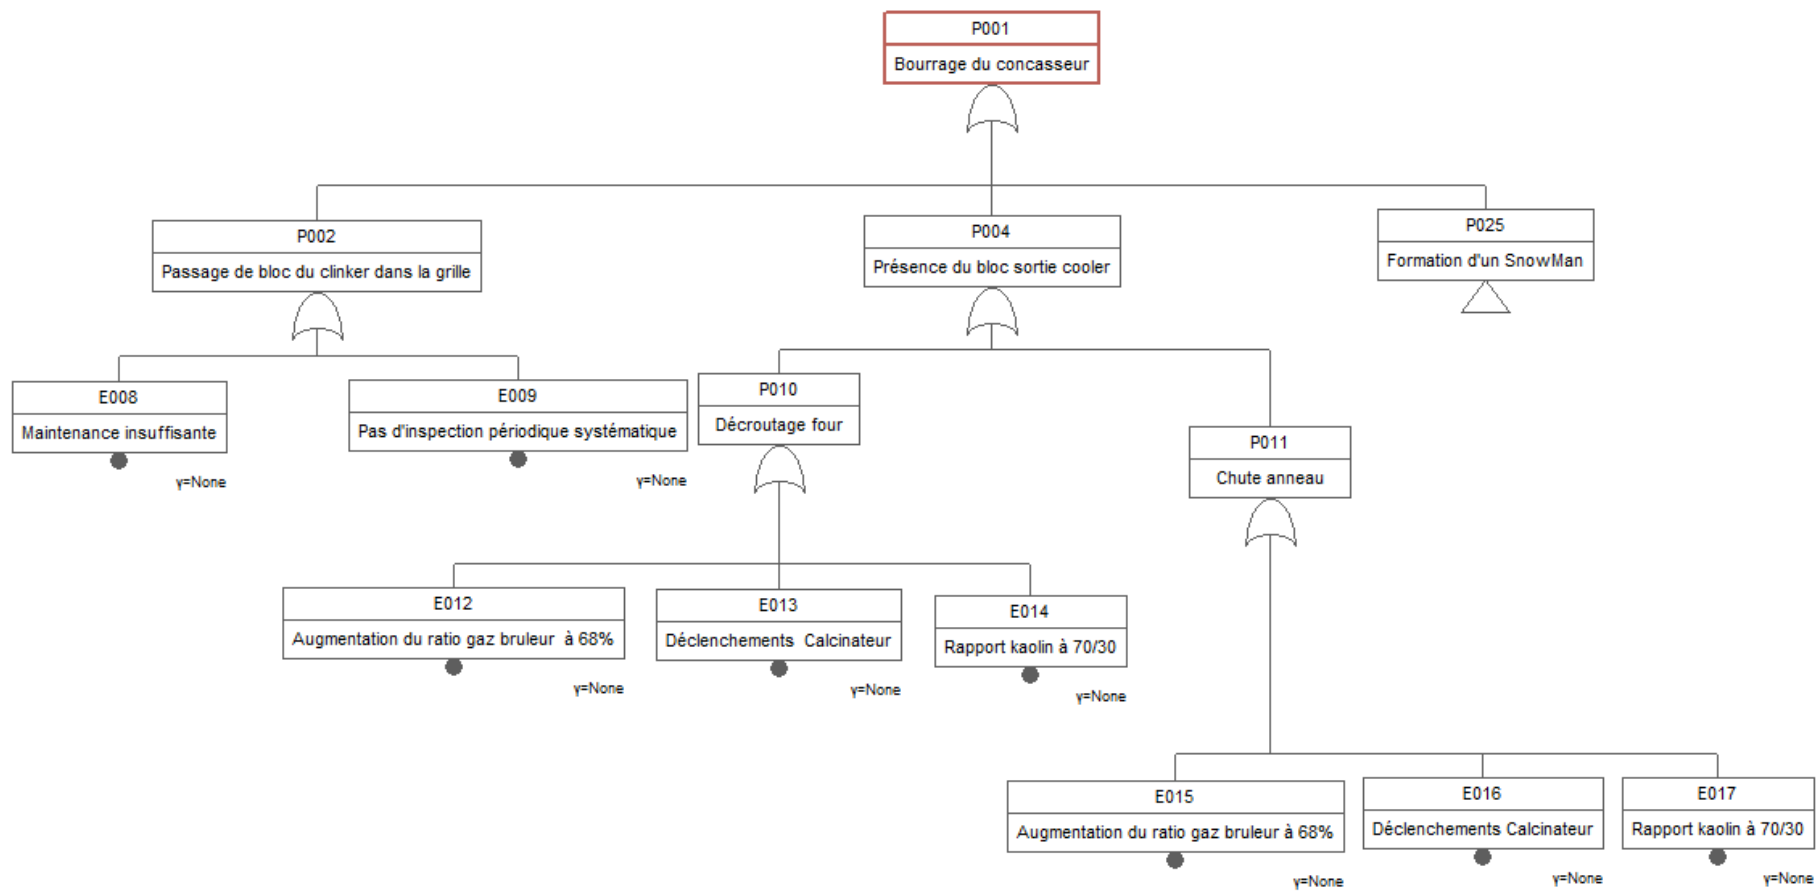 P001
Bourrage du concasseur
P002
Passage de bloc du clinker dans la grille
P004
Présence du bloc sortie cooler
P025
Formation d'un SnowMan
E008
Maintenance insuffisante
γ=None
E009
Pas d'inspection périodique systématique
γ=None
P010
Décroutage four
P011
Chute anneau
E012
Augmentation du ratio gaz bruleur à 68%
γ=None
E013
Déclenchements Calcinateur
γ=None
E014
Rapport kaolin à 70/30
γ=None
E015
Augmentation du ratio gaz bruleur à 68%
γ=None
E016
Déclenchements Calcinateur
γ=None
E017
Rapport kaolin à 70/30
γ=None